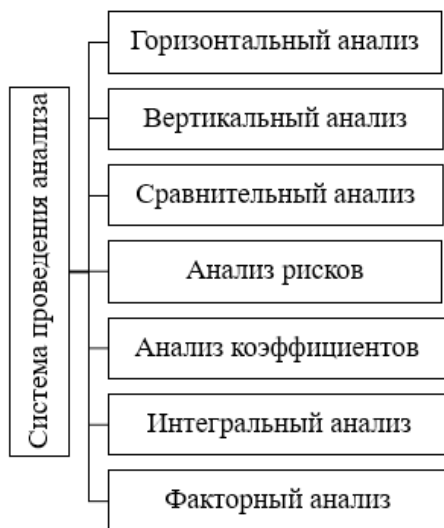 Система проведения анализа
Горизонтальный анализ
Вертикальный анализ
Сравнительный анализ
Анализ рисков
Анализ коэффициентов
Интегральный анализ
Факторный анализ